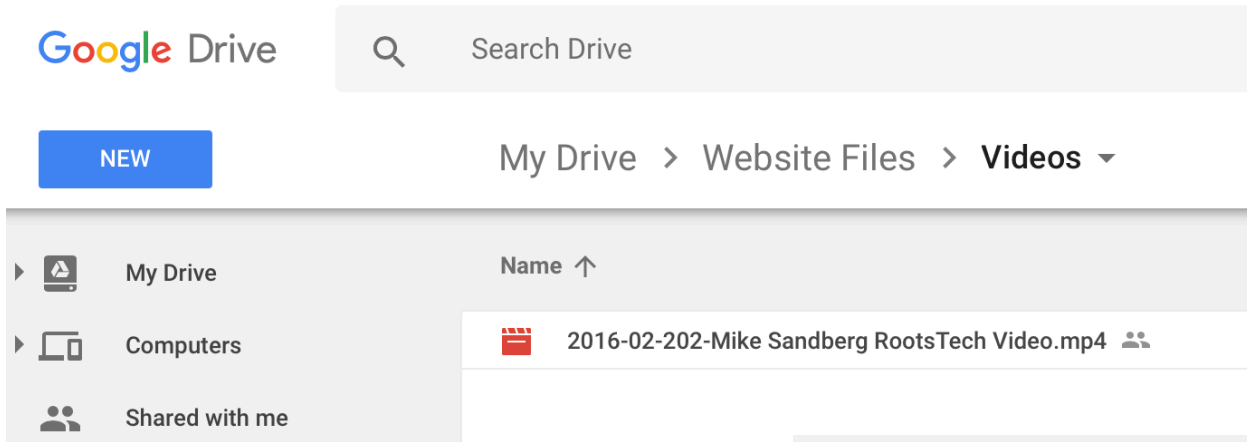 Google Drive
Search Drive
NEW
My Drive > Website Files > Videos
My Drive
Computers
Shared with me
Name
2016-02-202-Mike Sandberg RootsTech Video.mp4